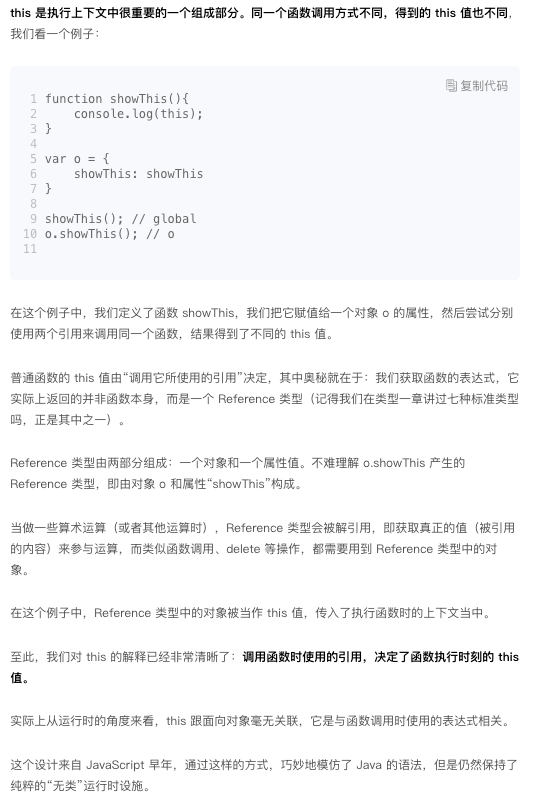 this 是执行上下文中很重要的一个组成部分。同一个函数调用方式不同，得到的 this 值也不同，
我们看一个例子：
复制代码
1 function showThis(){
2     console.log(this);
3 }
4
5 var o = {
6     showThis: showThis
7 }
8
9 showThis(); // global
10 o.showThis(); // o
11
在这个例子中，我们定义了函数 showThis，我们把它赋值给一个对象 o 的属性，然后尝试分别
使用两个引用来调用同一个函数，结果得到了不同的 this 值。
普通函数的 this 值由“调用它所使用的引用”决定，其中奥秘就在于：我们获取函数的表达式，它
实际上返回的并非函数本身，而是一个 Reference 类型（记得我们在类型一章讲过七种标准类型
吗，正是其中之一）。
Reference 类型由两部分组成：一个对象和一个属性值。不难理解 o.showThis 产生的
Reference 类型，即由对象 o 和属性“showThis”构成。
当做一些算术运算（或者其他运算时），Reference 类型会被解引用，即获取真正的值（被引用
的内容）来参与运算，而类似函数调用、delete 等操作，都需要用到 Reference 类型中的对
象。
在这个例子中，Reference 类型中的对象被当作 this 值，传入了执行函数时的上下文当中。
至此，我们对 this 的解释已经非常清晰了：调用函数时使用的引用，决定了函数执行时刻的 this
值。
实际上从运行时的角度来看，this 跟面向对象毫无关联，它是与函数调用时使用的表达式相关。
这个设计来自 JavaScript 早年，通过这样的方式，巧妙地模仿了 Java 的语法，但是仍然保持了
纯粹的“无类”运行时设施。